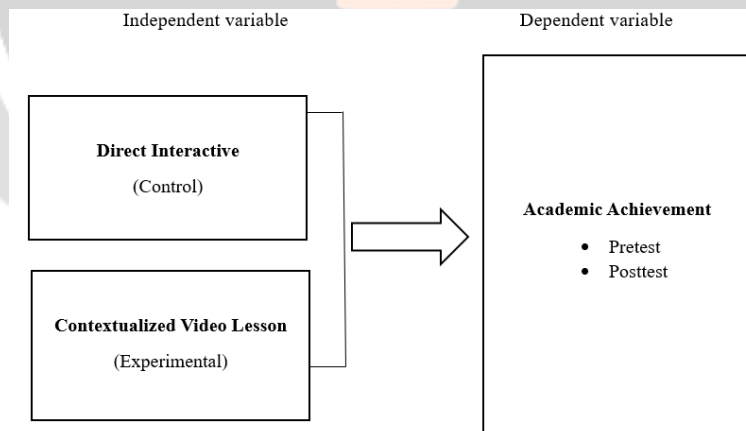 Independent variable
Dependent variable
Direct Interactive
(Control)
Contextualized Video Lesson
(Experimental)
Academic Achievement
• Pretest
• Posttest